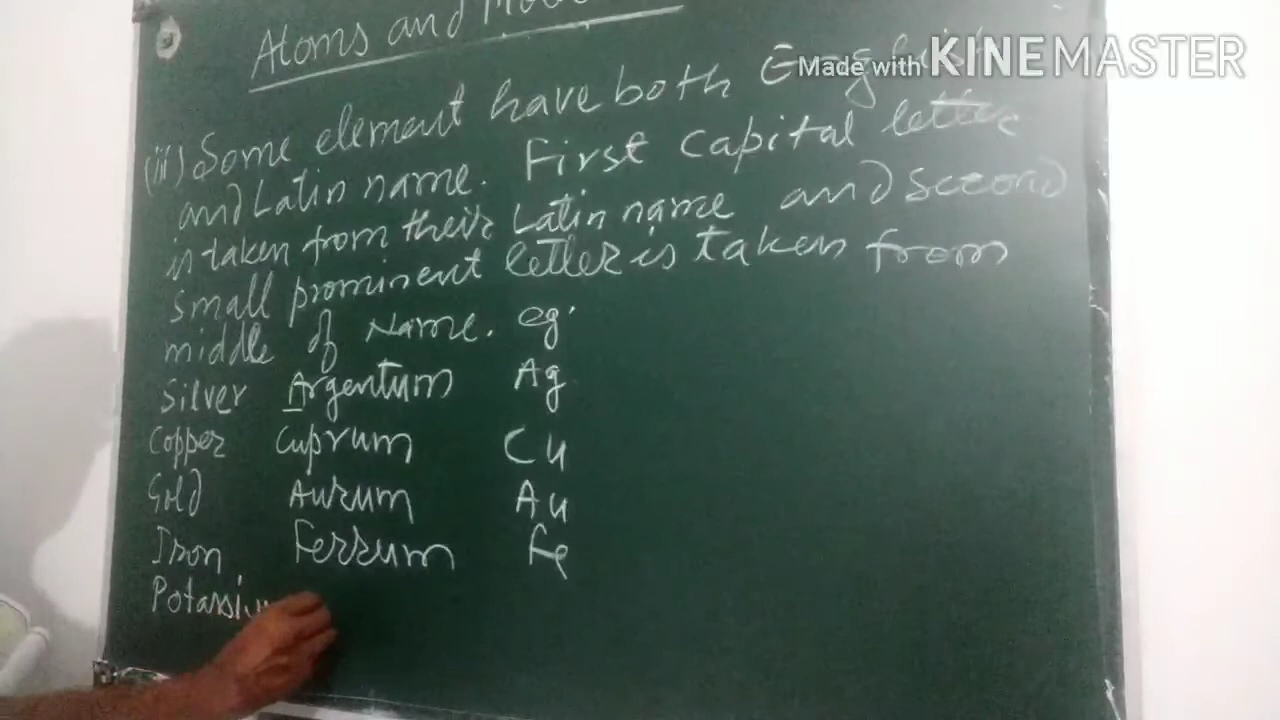 Atoms and
Made with KINEMASTER
(iii) Some element have both English
and Latin name. First capital letter
is taken from their Latin name and second
small prominent letter is taken from
middle of Name. eg.
Silver Argentum Ag
Copper Cuprum Cu
Gold Aurum Au
Iron Ferrum Fe
Potassiu